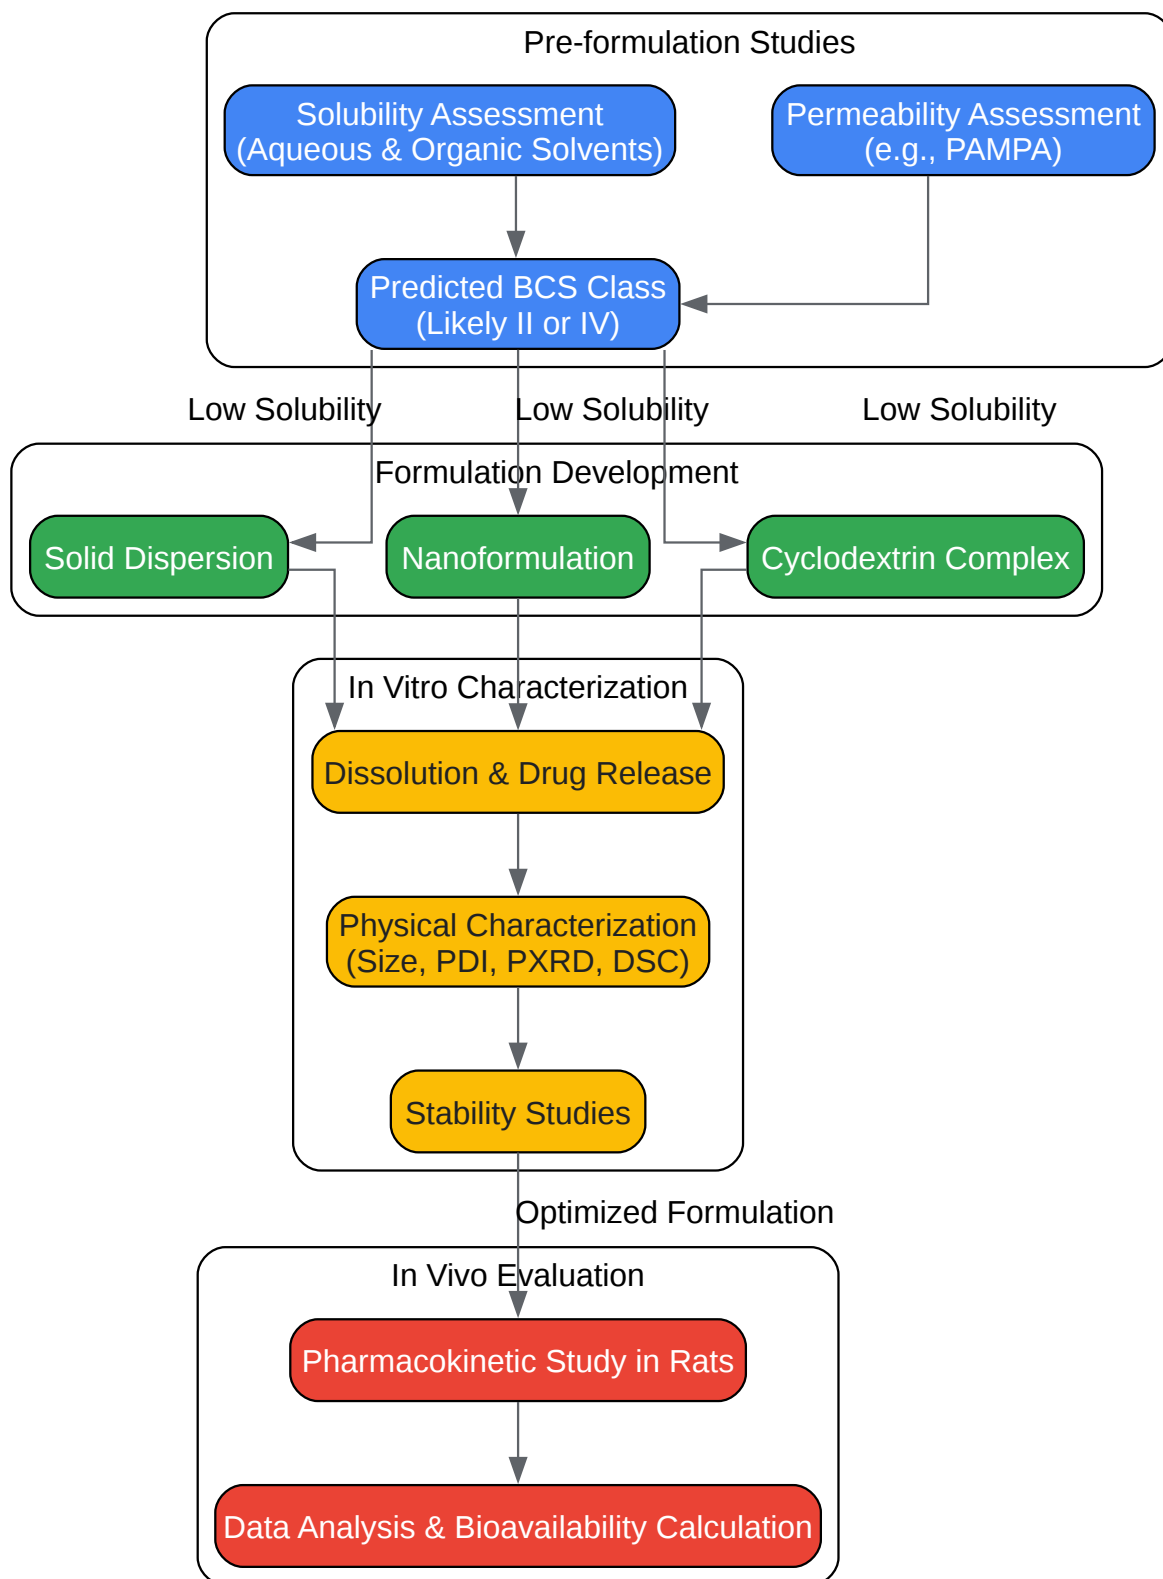 Pre-formulation Studies
Solubility Assessment
(Aqueous & Organic Solvents)
Permeability Assessment
(e.g., PAMPA)
Predicted BCS Class
(Likely II or IV)
Low Solubility
Low Solubility
Low Solubility
Formulation Development
Solid Dispersion
Nanoformulation
Cyclodextrin Complex
In Vitro Characterization
Dissolution & Drug Release
Physical Characterization
(Size, PDI, PXRD, DSC)
Stability Studies
Optimized Formulation
In Vivo Evaluation
Pharmacokinetic Study in Rats
Data Analysis & Bioavailability Calculation